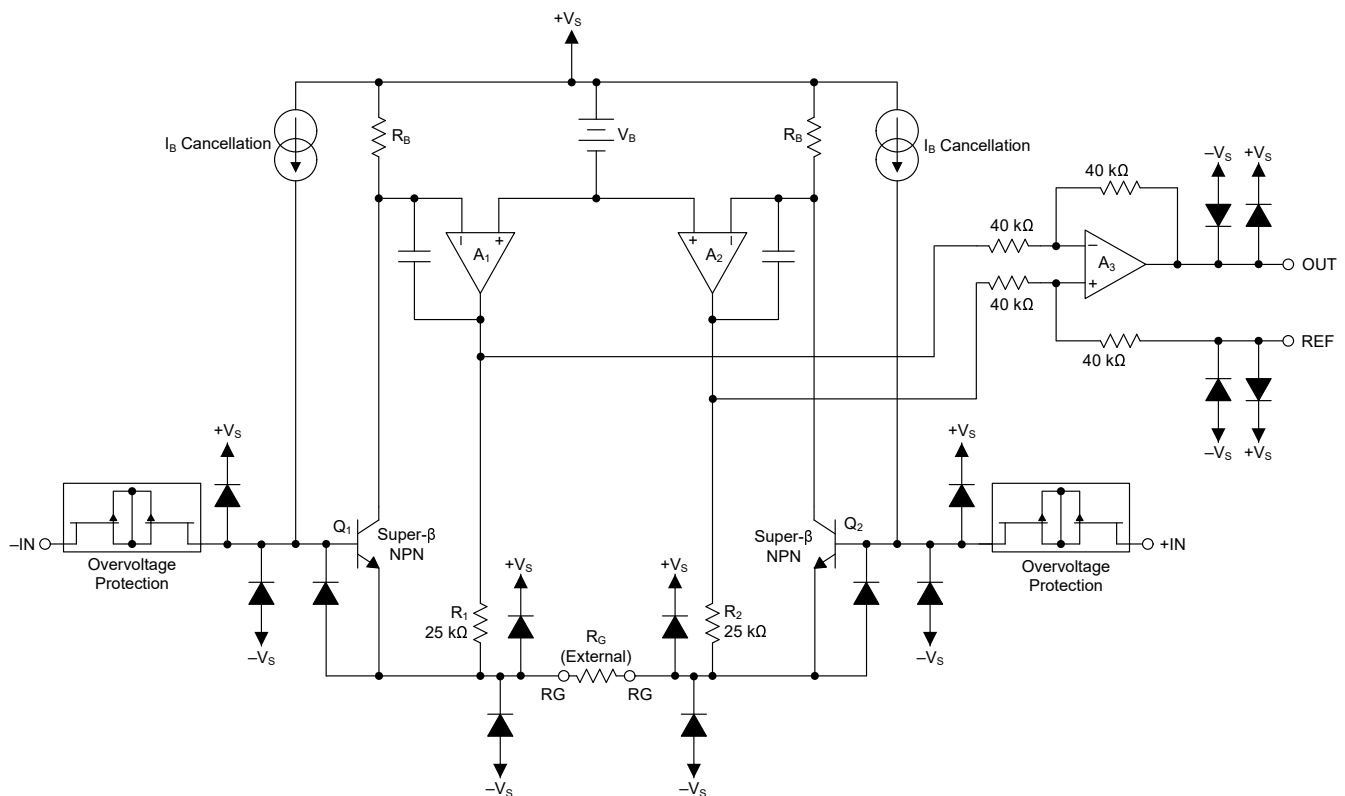 +VS
IB Cancellation
RB
VB
RB
IB Cancellation
–VS
+VS
40 kΩ
40 kΩ
–
+
A1
+
–
A2
–
+
A3
40 kΩ
OUT
REF
40 kΩ
+VS
+VS
–VS
+VS
–IN
Overvoltage
Protection
Q1
Super-β
NPN
Super-β
NPN
Q2
Overvoltage
Protection
+IN
+VS
+VS
R1
25 kΩ
RG
(External)
R2
25 kΩ
–VS
–VS
RG
RG
–VS
–VS